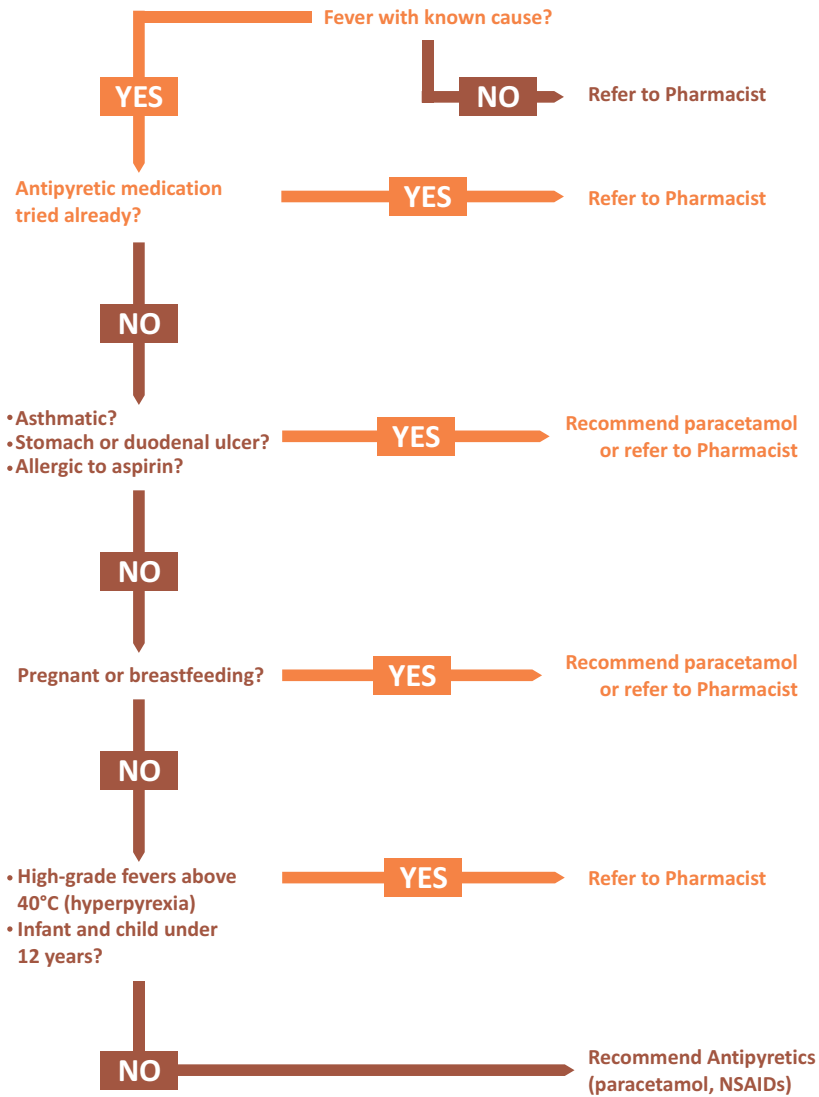 Fever with known cause?
YES
NO
Refer to Pharmacist
Antipyretic medication
tried already?
YES
Refer to Pharmacist
NO
• Asthmatic?
• Stomach or duodenal ulcer?
• Allergic to aspirin?
YES
Recommend paracetamol
or refer to Pharmacist
NO
Pregnant or breastfeeding?
YES
Recommend paracetamol
or refer to Pharmacist
NO
• High-grade fevers above
40°C (hyperpyrexia)
• Infant and child under
12 years?
YES
Refer to Pharmacist
NO
Recommend Antipyretics
(paracetamol, NSAIDs)